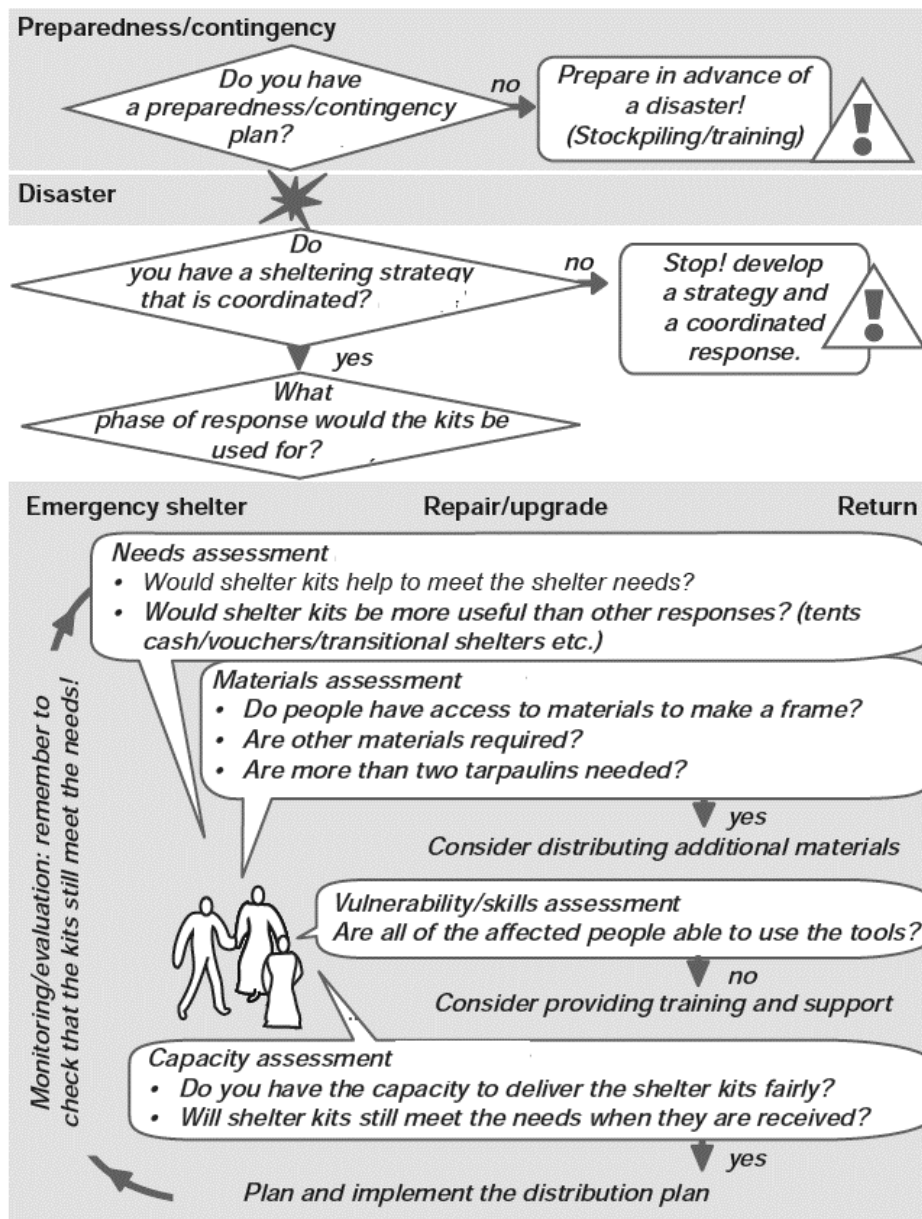 Preparedness/contingency
Do you have
a preparedness/contingency
plan?
no
Prepare in advance of
a disaster!
(Stockpiling/training)
Disaster
Do
you have a sheltering strategy
that is coordinated?
no
Stop! develop
a strategy and
a coordinated
response.
yes
What
phase of response would the kits be
used for?
Emergency shelter
Repair/upgrade
Return
Needs assessment
• Would shelter kits help to meet the shelter needs?
• Would shelter kits be more useful than other responses? (tents
cash/vouchers/transitional shelters etc.)
Materials assessment
• Do people have access to materials to make a frame?
• Are other materials required?
• Are more than two tarpaulins needed?
yes
Consider distributing additional materials
Vulnerability/skills assessment
Are all of the affected people able to use the tools?
no
Consider providing training and support
Capacity assessment
• Do you have the capacity to deliver the shelter kits fairly?
• Will shelter kits still meet the needs when they are received?
yes
Plan and implement the distribution plan
Monitoring/evaluation: remember to
check that the kits still meet the needs!